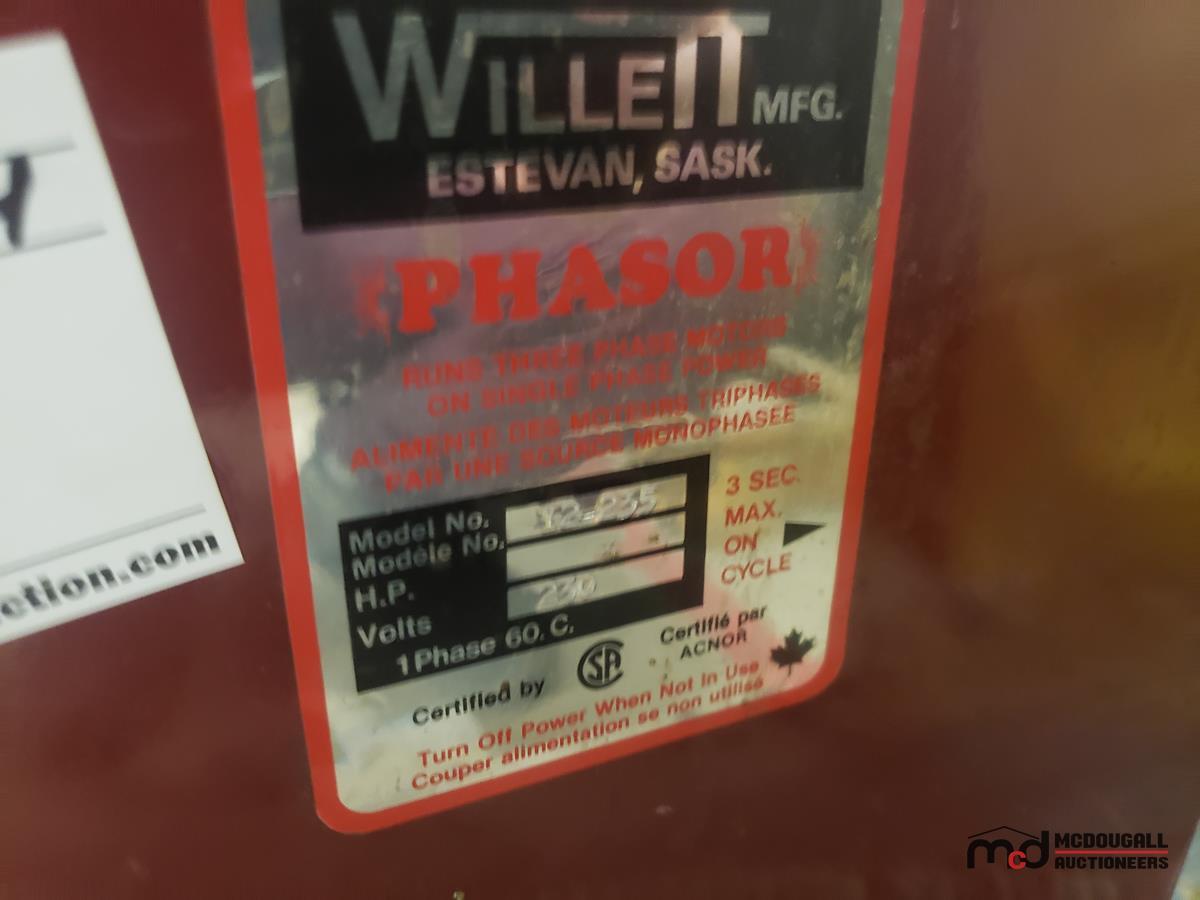 WILLETT MFG.
ESTEVAN, SASK.
PHASOR
RUNS THREE PHASE MOTORS
ON SINGLE PHASE POWER
ALIMENTE DES MOTEURS TRIPHASES
PAR UNE SOURCE MONOPHASEE
Model No.
Modèle No.
H.P.
Volts 230
1 Phase 60. C.
3 SEC.
MAX.
ON
CYCLE
Certified by
Certifié par
ACNOR
Turn Off Power When Not In Use
Couper alimentation se non utilisé
ction.com
mcd MCDOUGALL
AUCTIONEERS